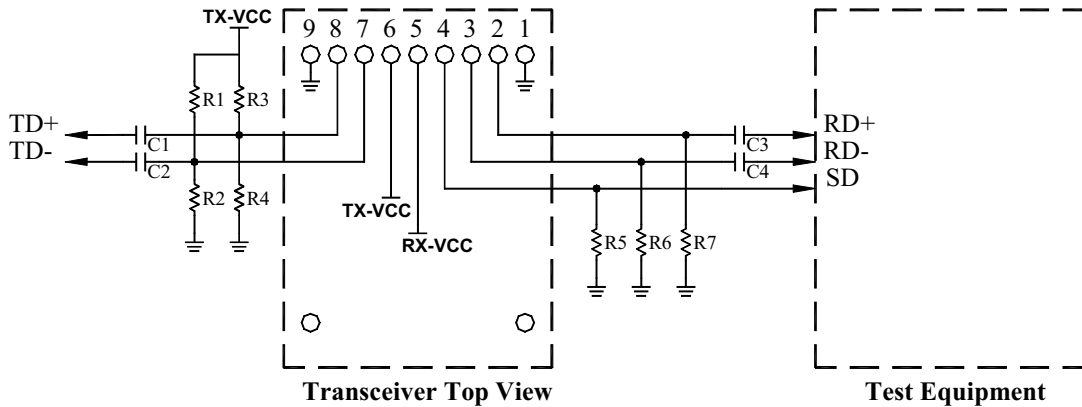 TX-VCC
9 8 7 6 5 4 3 2 1
R1 R3
TD+ C1 C3 RD+
TD- C2 C4 RD-
SD
R2 R4
TX-VCC
RX-VCC
R5 R6 R7
Transceiver Top View
Test Equipment